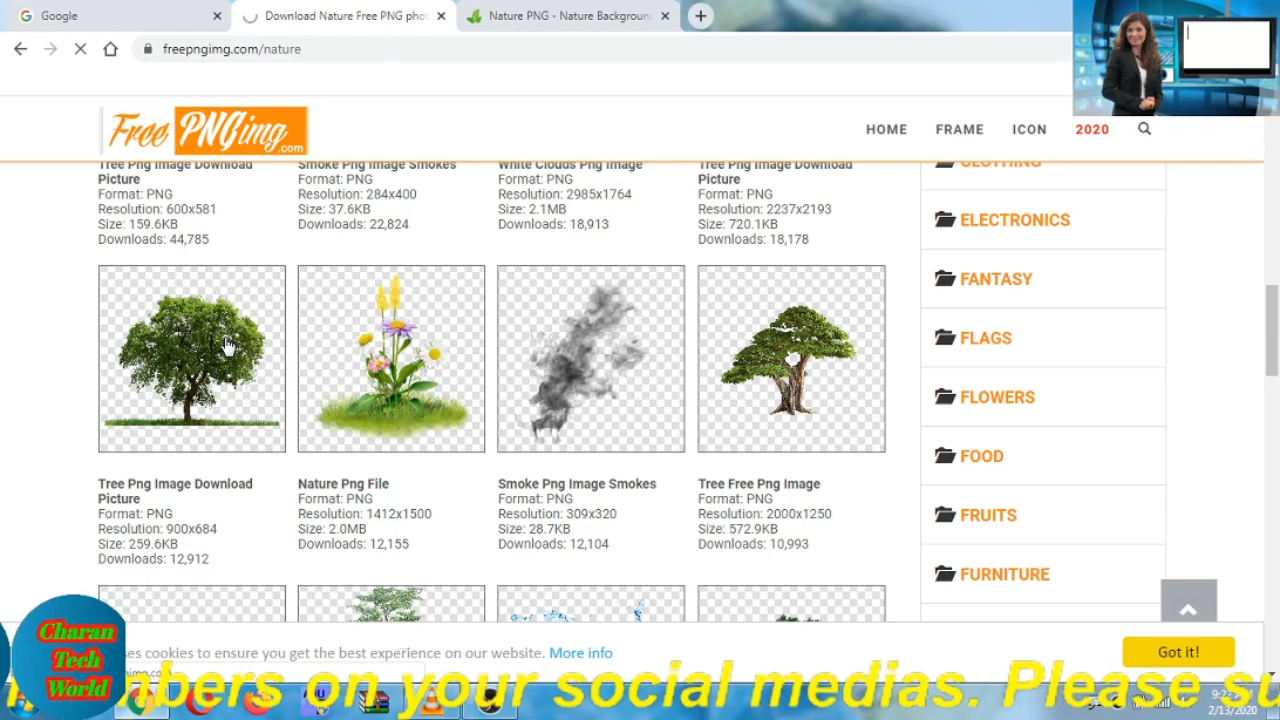 Google
Download Nature Free PNG pho
Nature PNG - Nature Backgroun
freepngimg.com/nature
Free PNGimg.com
HOME
FRAME
ICON
2020
Tree Png Image Download
Picture
Format: PNG
Resolution: 600x581
Size: 159.6KB
Downloads: 44,785
Smoke Png Image Smokes
Format: PNG
Resolution: 284x400
Size: 37.6KB
Downloads: 22,824
White Clouds Png Image
Format: PNG
Resolution: 2985x1764
Size: 2.1MB
Downloads: 18,913
Tree Png Image Download
Picture
Format: PNG
Resolution: 2237x2193
Size: 720.1KB
Downloads: 18,178
Tree Png Image Download
Picture
Format: PNG
Resolution: 900x684
Size: 259.6KB
Downloads: 12,912
Nature Png File
Format: PNG
Resolution: 1412x1500
Size: 2.0MB
Downloads: 12,155
Smoke Png Image Smokes
Format: PNG
Resolution: 309x320
Size: 28.7KB
Downloads: 12,104
Tree Free Png Image
Format: PNG
Resolution: 2000x1250
Size: 572.9KB
Downloads: 10,993
CLOTHING
ELECTRONICS
FANTASY
FLAGS
FLOWERS
FOOD
FRUITS
FURNITURE
es cookies to ensure you get the best experience on our website. More info
Got it!
Charan
Tech
World
mbers on your social medias. Please su
2/13/2020